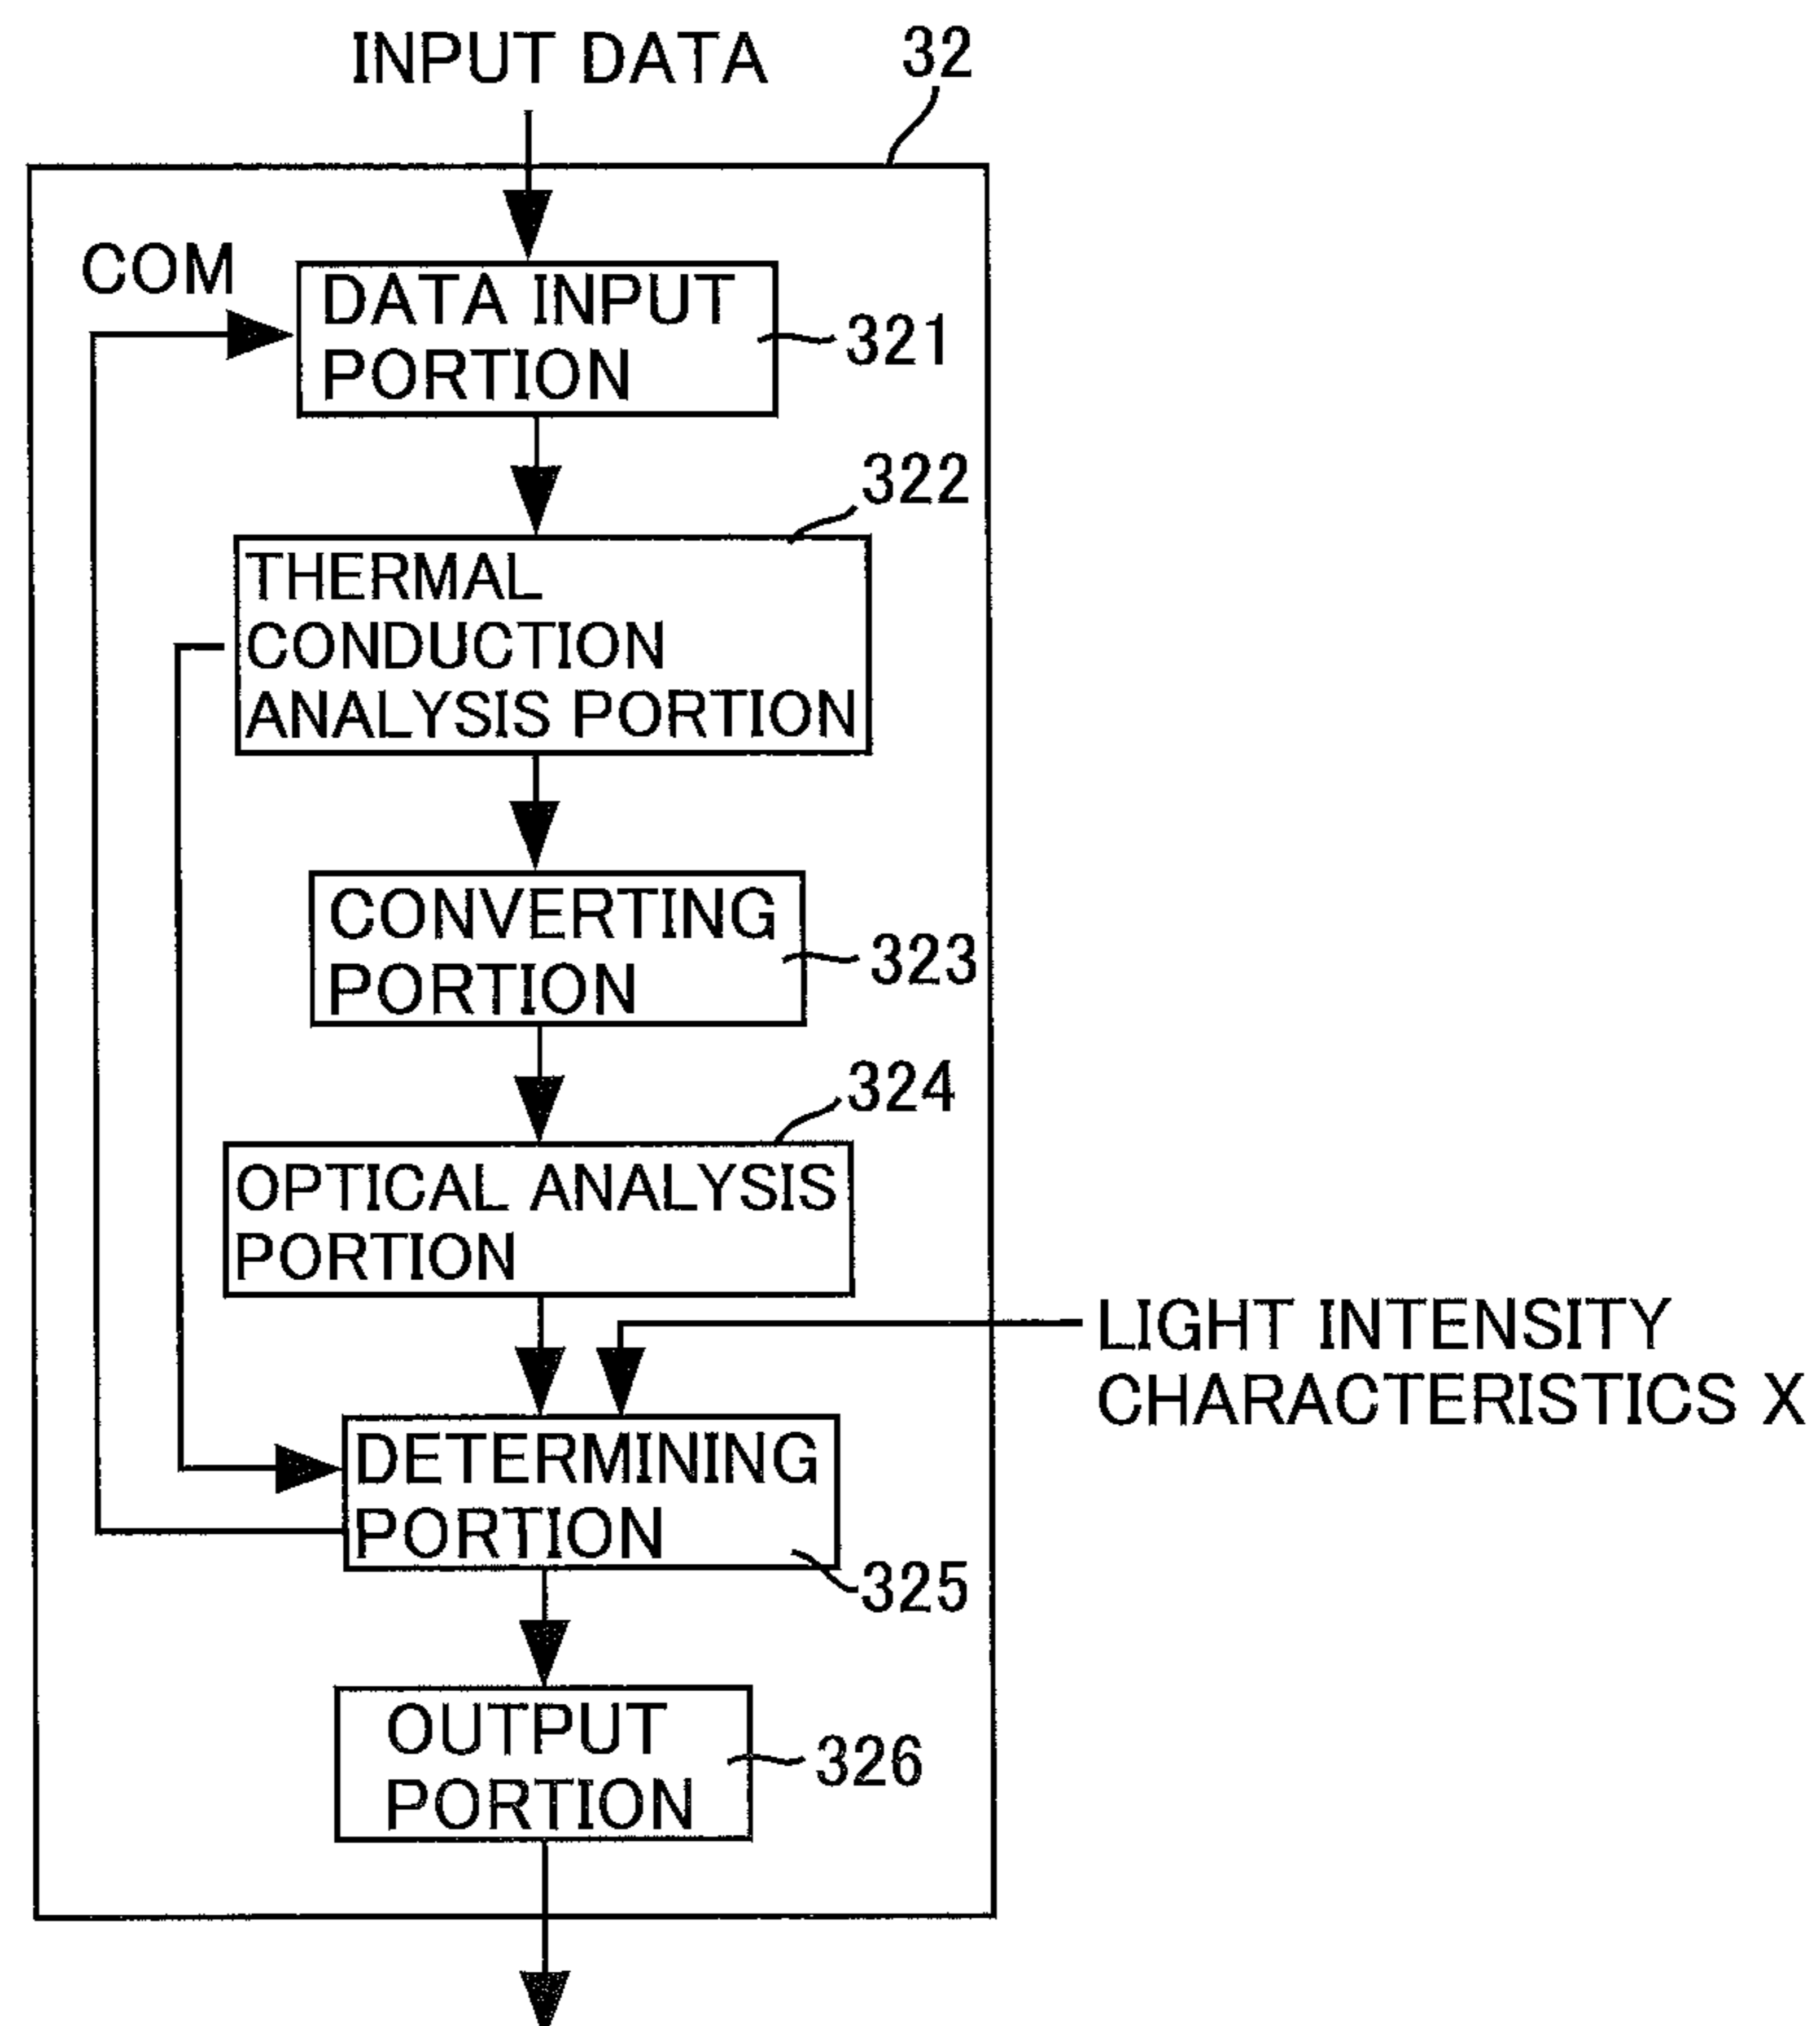 INPUT DATA
32
COM
DATA INPUT
PORTION
321
322
THERMAL
CONDUCTION
ANALYSIS PORTION
CONVERTING
PORTION
323
324
OPTICAL ANALYSIS
PORTION
LIGHT INTENSITY
CHARACTERISTICS X
DETERMINING
PORTION
325
OUTPUT
PORTION
326